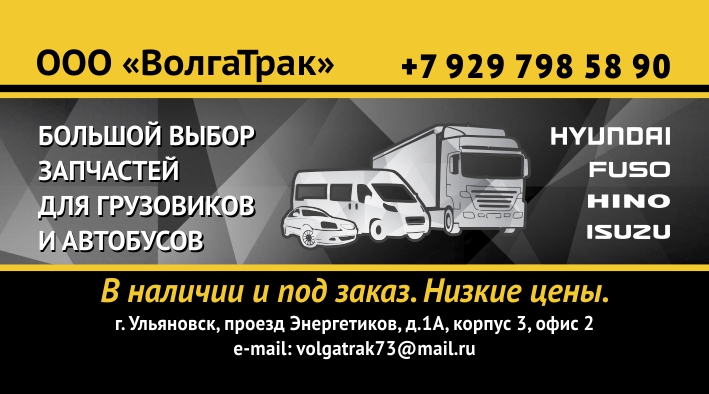 ООО «ВолгаТрак»
+7 929 798 58 90
БОЛЬШОЙ ВЫБОР
ЗАПЧАСТЕЙ
ДЛЯ ГРУЗОВИКОВ
И АВТОБУСОВ
HYUNDAI
FUSO
HINO
ISUZU
В наличии и под заказ. Низкие цены.
г. Ульяновск, проезд Энергетиков, д.1А, корпус 3, офис 2
e-mail: volgatrak73@mail.ru